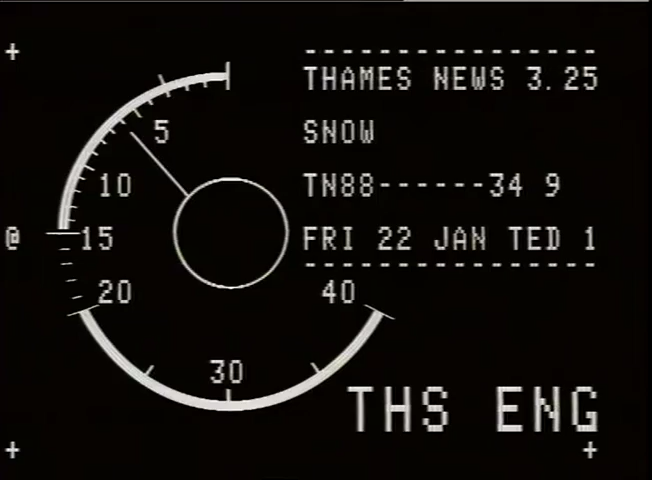 +
----------------
THAMES NEWS 3.25
5
SNOW
10
TN88------34 9
@
15
FRI 22 JAN TED 1
----------------
20
40
30
THS ENG
+
+